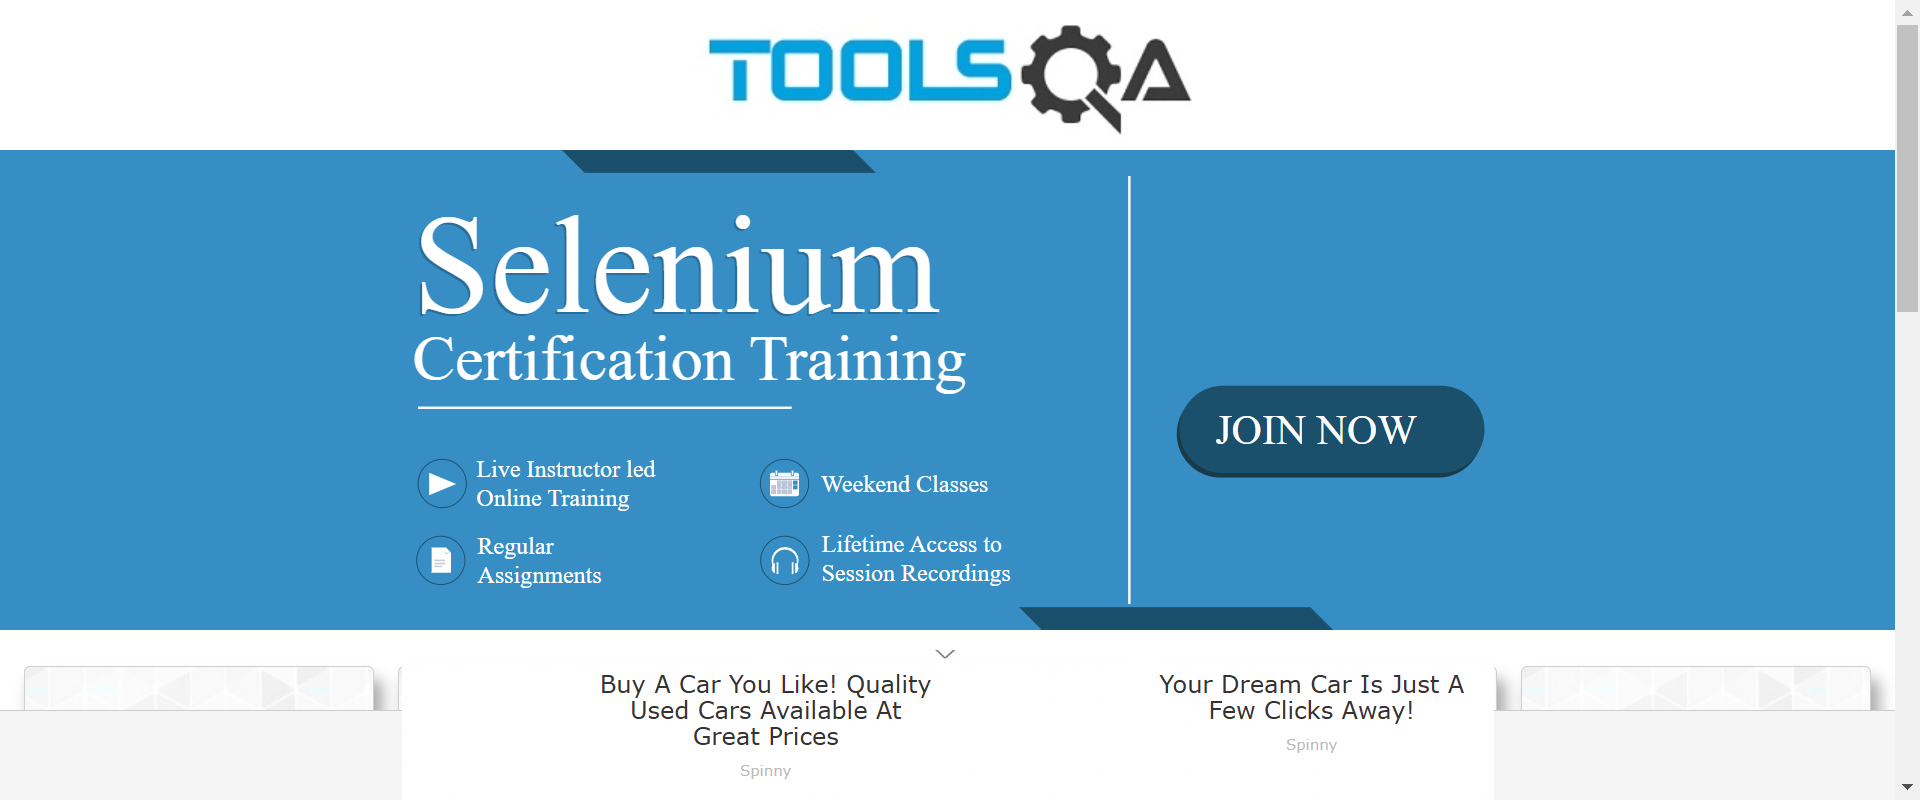 TOOLSQA
Selenium
Certification Training
Live Instructor led
Online Training
Weekend Classes
Regular
Assignments
Lifetime Access to
Session Recordings
JOIN NOW
Buy A Car You Like! Quality
Used Cars Available At
Great Prices
Spinny
Your Dream Car Is Just A
Few Clicks Away!
Spinny